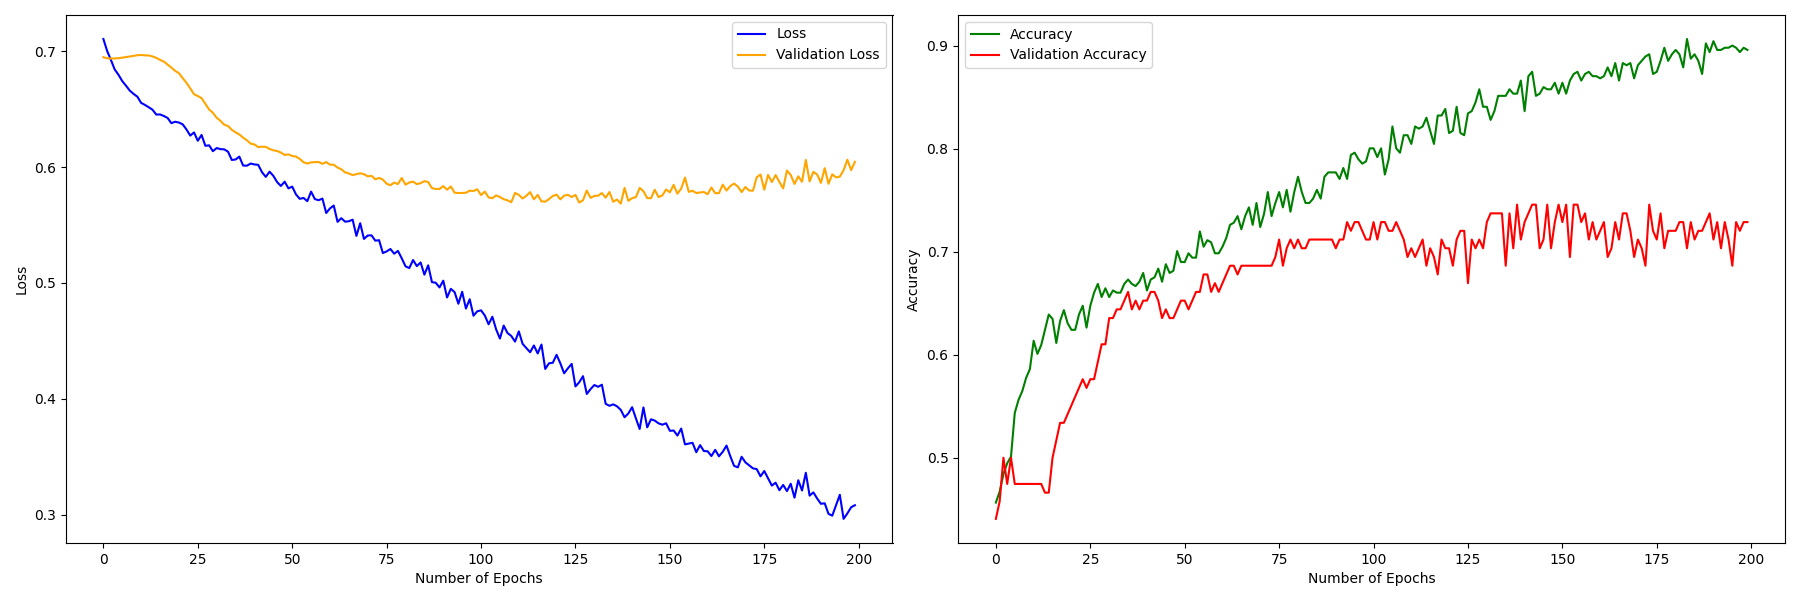 Loss
Validation Loss
0.7
0.6
0.5
0.4
0.3
Loss
0 25 50 75 100 125 150 175 200
Number of Epochs
Accuracy
Validation Accuracy
0.9
0.8
0.7
0.6
0.5
Accuracy
0 25 50 75 100 125 150 175 200
Number of Epochs